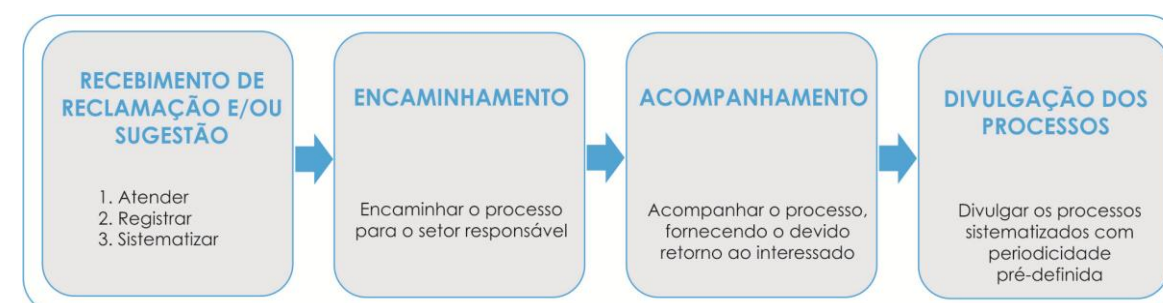 RECEBIMENTO DE
RECLAMAÇÃO E/OU
SUGESTÃO
1. Atender
2. Registrar
3. Sistematizar
ENCAMINHAMENTO
Encaminhar o processo
para o setor responsável
ACOMPANHAMENTO
Acompanhar o processo,
fornecendo o devido
retorno ao interessado
DIVULGAÇÃO DOS
PROCESSOS
Divulgar os processos
sistematizados com
periodicidade
pré-definida